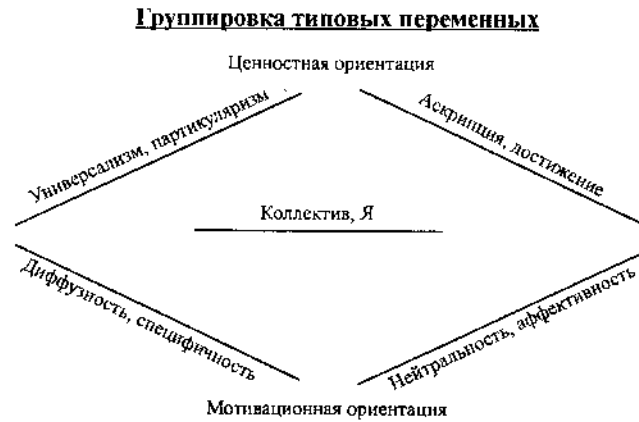 Группировка типовых переменных
Ценностная ориентация
Универсализм, партикуляризм
Аскрипция, достижение
Коллектив, Я
Диффузность, специфичность
Нейтральность, аффективность
Мотивационная ориентация